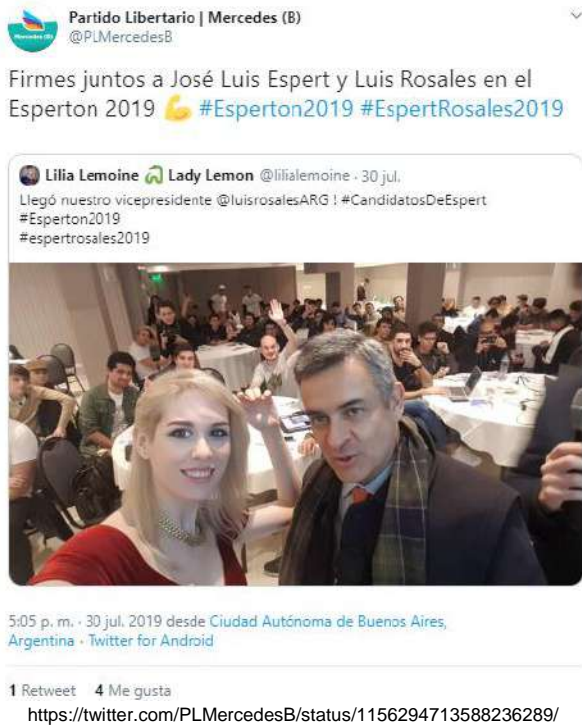 Partido Libertario | Mercedes (B)
@PLMercedesB
Mercedes (B)
Firmes juntos a José Luis Espert y Luis Rosales en el
Esperton 2019 💪 #Esperton2019 #EspertRosales2019
Lilia Lemoine Lady Lemon @lilialemoine · 30 jul.
Llegó nuestro vicepresidente @luisrosalesARG ! #CandidatosDeEspert
#Esperton2019
#espertrosales2019
5:05 p. m. · 30 jul. 2019 desde Ciudad Autónoma de Buenos Aires,
Argentina · Twitter for Android
1 Retweet 4 Me gusta
https://twitter.com/PLMercedesB/status/1156294713588236289/